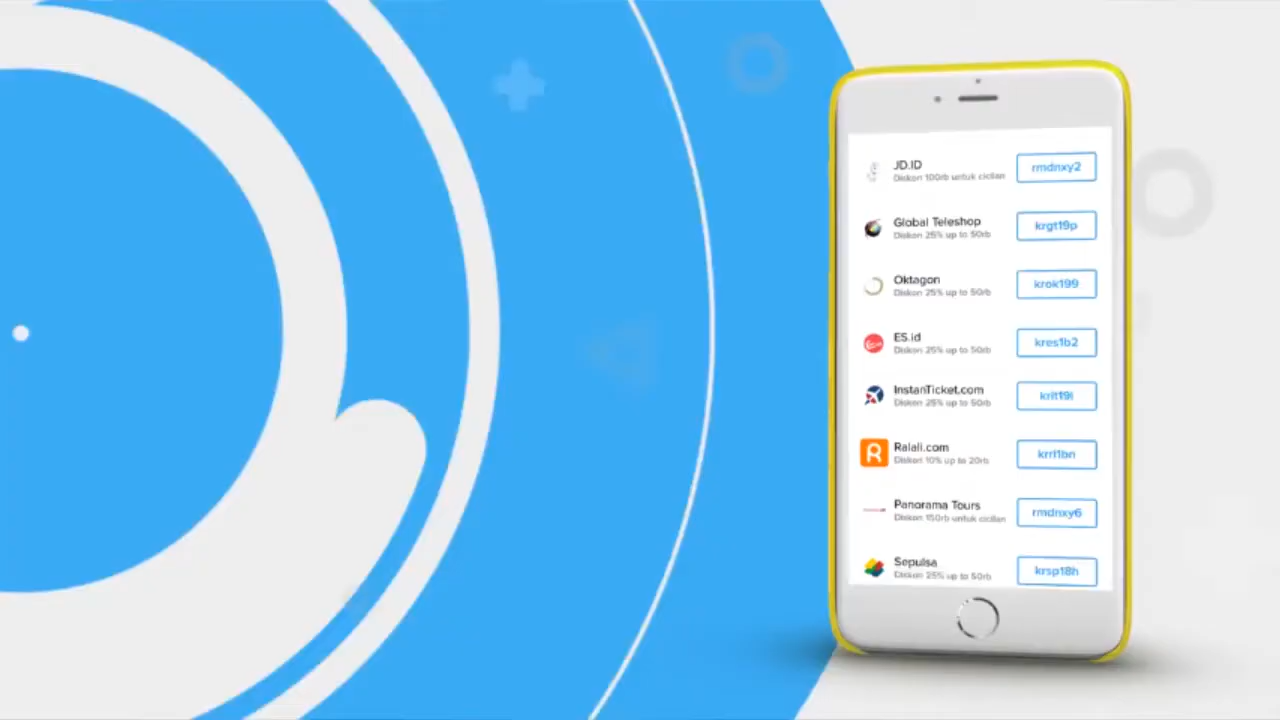 JD.ID
Diskon 100rb untuk cicilan
rmdnxy2
Global Teleshop
Diskon 25% up to 50rb
krgt19p
Oktagon
Diskon 25% up to 50rb
krok199
ES.id
Diskon 25% up to 50rb
kres1b2
InstanTicket.com
Diskon 25% up to 50rb
krit19i
Ralali.com
Diskon 10% up to 20rb
krrl1bn
Panorama Tours
Diskon 150rb untuk cicilan
rmdnxy6
Sepulsa
Diskon 25% up to 50rb
krsp18h